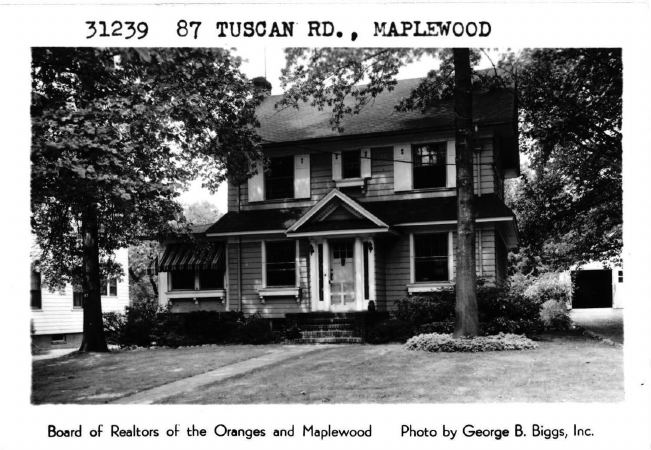 31239 87 TUSCAN RD., MAPLEWOOD
Board of Realtors of the Oranges and Maplewood Photo by George B. Biggs, Inc.